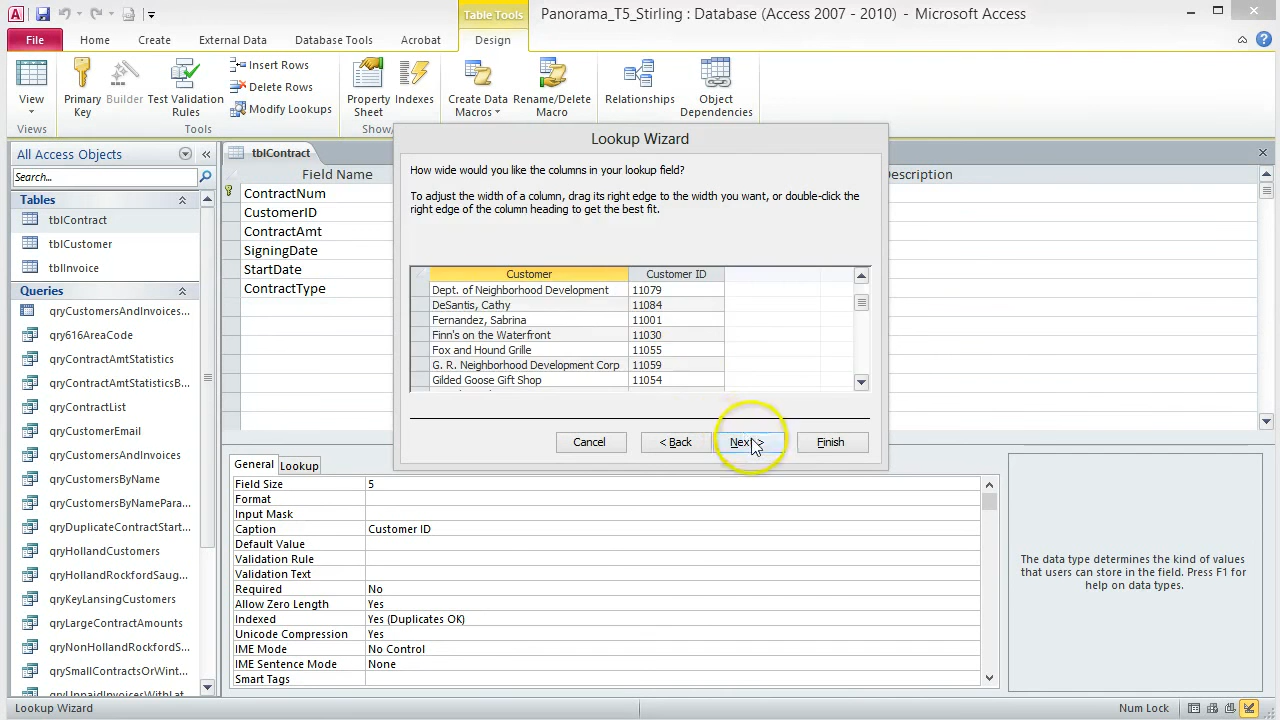 Table Tools
Panorama_T5_Stirling : Database (Access 2007 - 2010) - Microsoft Access
File
Home
Create
External Data
Database Tools
Acrobat
Design
View
Primary Key
Builder
Test Validation Rules
Insert Rows
Delete Rows
Modify Lookups
Property Sheet
Indexes
Create Data Macros
Rename/Delete Macro
Relationships
Object Dependencies
Views
Tools
Show/
All Access Objects
Search...
Tables
tblContract
tblCustomer
tblInvoice
Queries
qryCustomersAndInvoices...
qry616AreaCode
qryContractAmtStatistics
qryContractAmtStatisticsB...
qryContractList
qryCustomerEmail
qryCustomersAndInvoices
qryCustomersByName
qryCustomersByNamePara...
qryDuplicateContractStart...
qryHollandCustomers
qryHollandRockfordSaug...
qryKeyLansingCustomers
qryLargeContractAmounts
qryNonHollandRockfordS...
qrySmallContractsOrWint...
qryUnpaidInvoicesWithLat...
tblContract
Field Name
Description
ContractNum
CustomerID
ContractAmt
SigningDate
StartDate
ContractType
Lookup Wizard
How wide would you like the columns in your lookup field?
To adjust the width of a column, drag its right edge to the width you want, or double-click the
right edge of the column heading to get the best fit.
Customer Customer ID
Dept. of Neighborhood Development 11079
DeSantis, Cathy 11084
Fernandez, Sabrina 11001
Finn's on the Waterfront 11030
Fox and Hound Grille 11055
G. R. Neighborhood Development Corp 11059
Gilded Goose Gift Shop 11054
Cancel
< Back
Next >
Finish
General
Lookup
Field Size 5
Format
Input Mask
Caption Customer ID
Default Value
Validation Rule
Validation Text
Required No
Allow Zero Length Yes
Indexed Yes (Duplicates OK)
Unicode Compression Yes
IME Mode No Control
IME Sentence Mode None
Smart Tags
The data type determines the kind of values
that users can store in the field. Press F1 for
help on data types.
Lookup Wizard
Num Lock